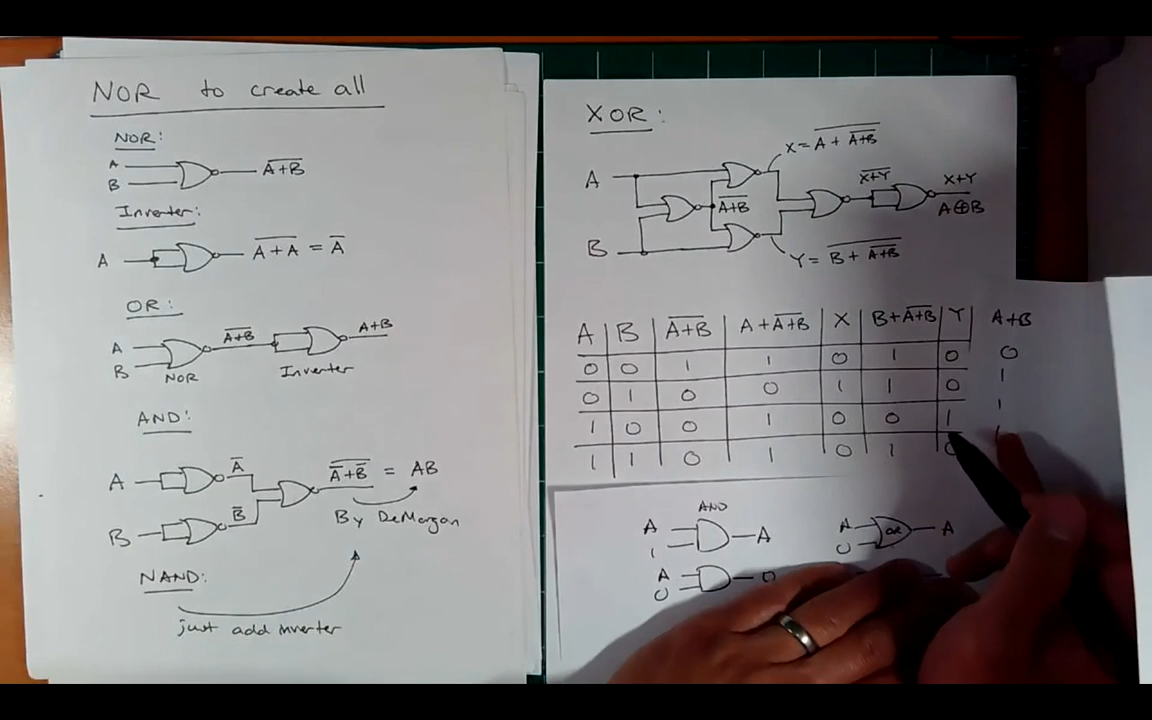 NOR to create all
NOR:
A
B
A̅+̅B̅
Inverter:
A
A̅+̅A̅ = A̅
OR:
A
B
NOR
A̅+̅B̅
Inverter
A+B
AND:
A
A̅
B
B̅
A̅̅+̅B̅̅ = AB
By DeMorgan
NAND:
just add inverter
XOR:
A
B
A̅+̅B̅
X = A̅ ̅+̅ ̅A̅̅+̅B̅̅
Y = B̅ ̅+̅ ̅A̅̅+̅B̅̅
X̅+̅Y̅
X+Y
A⊕B
A B A̅+̅B̅ A+A̅+̅B̅ X B+A̅+̅B̅ Y A+B
0 0 1 1 0 1 0 0
0 1 0 0 1 1 0 1
1 0 0 1 0 0 1 1
1 1 0 1 0 1 0 1
AND
A
1
A
A
0
0
A
0
OR
A